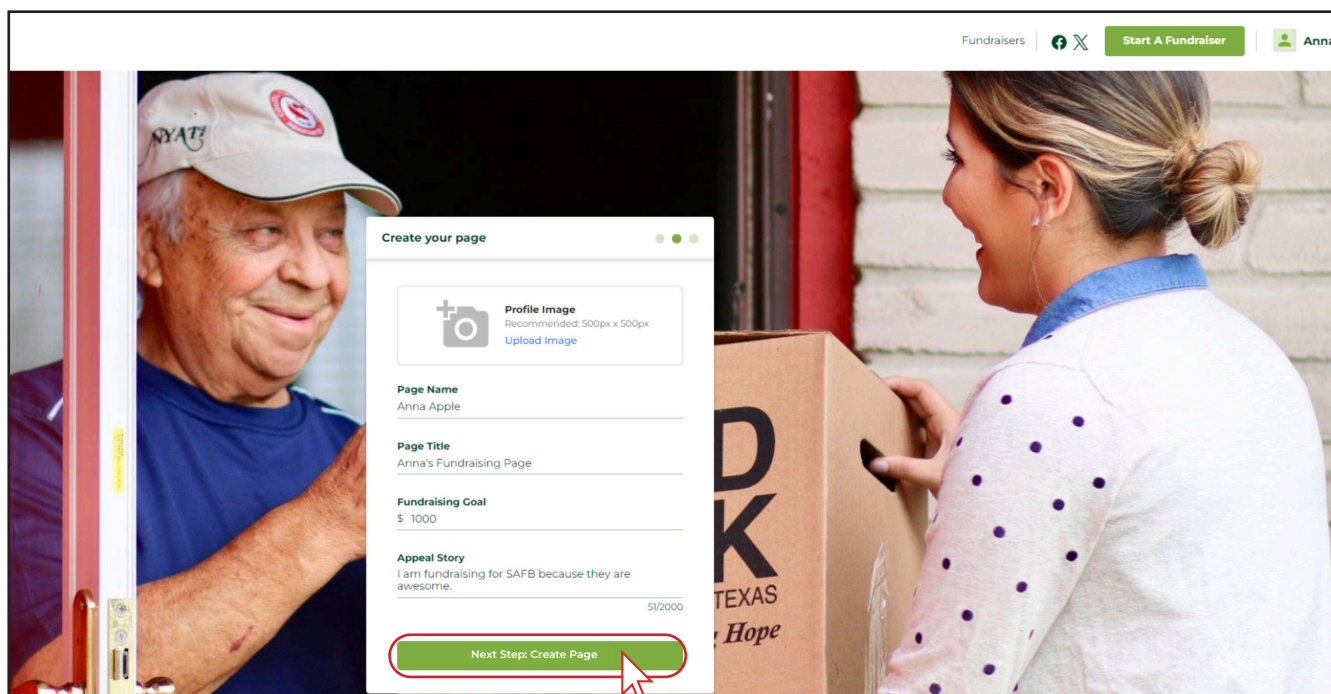 Fundraisers
Start A Fundraiser
Anna
NYATI
Create your page
Profile Image
Recommended: 500px x 500px
Upload Image
Page Name
Anna Apple
Page Title
Anna's Fundraising Page
Fundraising Goal
$ 1000
Appeal Story
I am fundraising for SAFB because they are
awesome.
51/2000
Next Step: Create Page
D
K
TEXAS
Hope